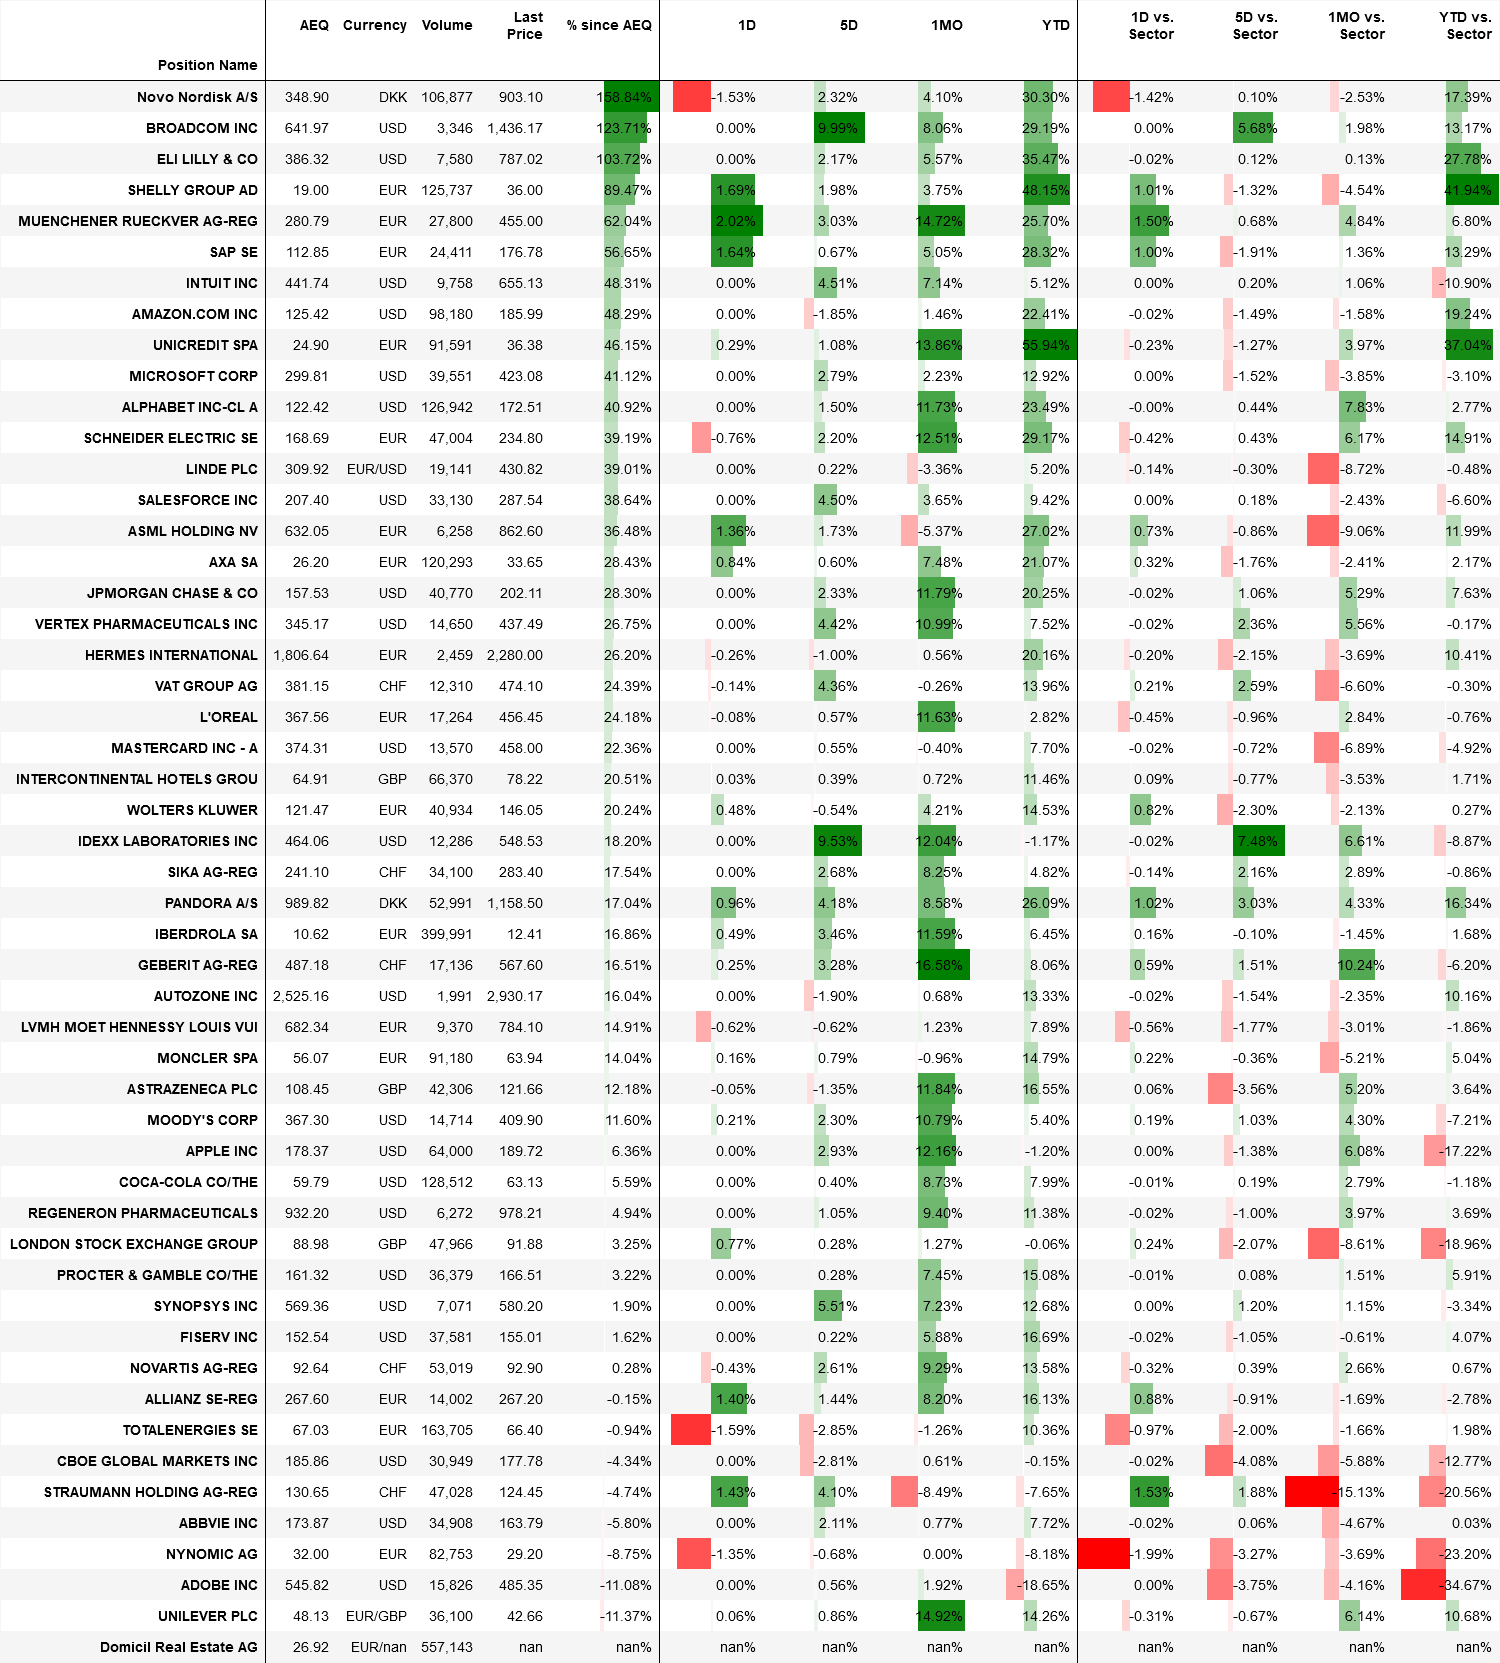 Position Name AEQ Currency Volume Last Price % since AEQ 1D 5D 1MO YTD 1D vs. Sector 5D vs. Sector 1MO vs. Sector YTD vs. Sector
Novo Nordisk A/S 348.90 DKK 106,877 903.10 158.84% -1.53% 2.32% 4.10% 30.30% -1.42% 0.10% -2.53% 17.39%
BROADCOM INC 641.97 USD 3,346 1,436.17 123.71% 0.00% 9.99% 8.06% 29.19% 0.00% 5.68% 1.98% 13.17%
ELI LILLY & CO 386.32 USD 7,580 787.02 103.72% 0.00% 2.17% 5.57% 35.47% -0.02% 0.12% 0.13% 27.78%
SHELLY GROUP AD 19.00 EUR 125,737 36.00 89.47% 1.69% 1.98% 3.75% 48.15% 1.01% -1.32% -4.54% 41.94%
MUENCHENER RUECKVER AG-REG 280.79 EUR 27,800 455.00 62.04% 2.02% 3.03% 14.72% 25.70% 1.50% 0.68% 4.84% 6.80%
SAP SE 112.85 EUR 24,411 176.78 56.65% 1.64% 0.67% 5.05% 28.32% 1.00% -1.91% 1.36% 13.29%
INTUIT INC 441.74 USD 9,758 655.13 48.31% 0.00% 4.51% 7.14% 5.12% 0.00% 0.20% 1.06% -10.90%
AMAZON.COM INC 125.42 USD 98,180 185.99 48.29% 0.00% -1.85% 1.46% 22.41% -0.02% -1.49% -1.58% 19.24%
UNICREDIT SPA 24.90 EUR 91,591 36.38 46.15% 0.29% 1.08% 13.86% 55.94% -0.23% -1.27% 3.97% 37.04%
MICROSOFT CORP 299.81 USD 39,551 423.08 41.12% 0.00% 2.79% 2.23% 12.92% 0.00% -1.52% -3.85% -3.10%
ALPHABET INC-CL A 122.42 USD 126,942 172.51 40.92% 0.00% 1.50% 11.73% 23.49% -0.00% 0.44% 7.83% 2.77%
SCHNEIDER ELECTRIC SE 168.69 EUR 47,004 234.80 39.19% -0.76% 2.20% 12.51% 29.17% -0.42% 0.43% 6.17% 14.91%
LINDE PLC 309.92 EUR/USD 19,141 430.82 39.01% 0.00% 0.22% -3.36% 5.20% -0.14% -0.30% -8.72% -0.48%
SALESFORCE INC 207.40 USD 33,130 287.54 38.64% 0.00% 4.50% 3.65% 9.42% 0.00% 0.18% -2.43% -6.60%
ASML HOLDING NV 632.05 EUR 6,258 862.60 36.48% 1.36% 1.73% -5.37% 27.02% 0.73% -0.86% -9.06% 11.99%
AXA SA 26.20 EUR 120,293 33.65 28.43% 0.84% 0.60% 7.48% 21.07% 0.32% -1.76% -2.41% 2.17%
JPMORGAN CHASE & CO 157.53 USD 40,770 202.11 28.30% 0.00% 2.33% 11.79% 20.25% -0.02% 1.06% 5.29% 7.63%
VERTEX PHARMACEUTICALS INC 345.17 USD 14,650 437.49 26.75% 0.00% 4.42% 10.99% 7.52% -0.02% 2.36% 5.56% -0.17%
HERMES INTERNATIONAL 1,806.64 EUR 2,459 2,280.00 26.20% -0.26% -1.00% 0.56% 20.16% -0.20% -2.15% -3.69% 10.41%
VAT GROUP AG 381.15 CHF 12,310 474.10 24.39% -0.14% 4.36% -0.26% 13.96% 0.21% 2.59% -6.60% -0.30%
L'OREAL 367.56 EUR 17,264 456.45 24.18% -0.08% 0.57% 11.63% 2.82% -0.45% -0.96% 2.84% -0.76%
MASTERCARD INC - A 374.31 USD 13,570 458.00 22.36% 0.00% 0.55% -0.40% 7.70% -0.02% -0.72% -6.89% -4.92%
INTERCONTINENTAL HOTELS GROU 64.91 GBP 66,370 78.22 20.51% 0.03% 0.39% 0.72% 11.46% 0.09% -0.77% -3.53% 1.71%
WOLTERS KLUWER 121.47 EUR 40,934 146.05 20.24% 0.48% -0.54% 4.21% 14.53% 0.82% -2.30% -2.13% 0.27%
IDEXX LABORATORIES INC 464.06 USD 12,286 548.53 18.20% 0.00% 9.53% 12.04% -1.17% -0.02% 7.48% 6.61% -8.87%
SIKA AG-REG 241.10 CHF 34,100 283.40 17.54% 0.00% 2.68% 8.25% 4.82% -0.14% 2.16% 2.89% -0.86%
PANDORA A/S 989.82 DKK 52,991 1,158.50 17.04% 0.96% 4.18% 8.58% 26.09% 1.02% 3.03% 4.33% 16.34%
IBERDROLA SA 10.62 EUR 399,991 12.41 16.86% 0.49% 3.46% 11.59% 6.45% 0.16% -0.10% -1.45% 1.68%
GEBERIT AG-REG 487.18 CHF 17,136 567.60 16.51% 0.25% 3.28% 16.58% 8.06% 0.59% 1.51% 10.24% -6.20%
AUTOZONE INC 2,525.16 USD 1,991 2,930.17 16.04% 0.00% -1.90% 0.68% 13.33% -0.02% -1.54% -2.35% 10.16%
LVMH MOET HENNESSY LOUIS VUI 682.34 EUR 9,370 784.10 14.91% -0.62% -0.62% 1.23% 7.89% -0.56% -1.77% -3.01% -1.86%
MONCLER SPA 56.07 EUR 91,180 63.94 14.04% 0.16% 0.79% -0.96% 14.79% 0.22% -0.36% -5.21% 5.04%
ASTRAZENECA PLC 108.45 GBP 42,306 121.66 12.18% -0.05% -1.35% 11.84% 16.55% 0.06% -3.56% 5.20% 3.64%
MOODY'S CORP 367.30 USD 14,714 409.90 11.60% 0.21% 2.30% 10.79% 5.40% 0.19% 1.03% 4.30% -7.21%
APPLE INC 178.37 USD 64,000 189.72 6.36% 0.00% 2.93% 12.16% -1.20% 0.00% -1.38% 6.08% -17.22%
COCA-COLA CO/THE 59.79 USD 128,512 63.13 5.59% 0.00% 0.40% 8.73% 7.99% -0.01% 0.19% 2.79% -1.18%
REGENERON PHARMACEUTICALS 932.20 USD 6,272 978.21 4.94% 0.00% 1.05% 9.40% 11.38% -0.02% -1.00% 3.97% 3.69%
LONDON STOCK EXCHANGE GROUP 88.98 GBP 47,966 91.88 3.25% 0.77% 0.28% 1.27% -0.06% 0.24% -2.07% -8.61% -18.96%
PROCTER & GAMBLE CO/THE 161.32 USD 36,379 166.51 3.22% 0.00% 0.28% 7.45% 15.08% -0.01% 0.08% 1.51% 5.91%
SYNOPSYS INC 569.36 USD 7,071 580.20 1.90% 0.00% 5.51% 7.23% 12.68% 0.00% 1.20% 1.15% -3.34%
FISERV INC 152.54 USD 37,581 155.01 1.62% 0.00% 0.22% 5.88% 16.69% -0.02% -1.05% -0.61% 4.07%
NOVARTIS AG-REG 92.64 CHF 53,019 92.90 0.28% -0.43% 2.61% 9.29% 13.58% -0.32% 0.39% 2.66% 0.67%
ALLIANZ SE-REG 267.60 EUR 14,002 267.20 -0.15% 1.40% 1.44% 8.20% 16.13% 0.88% -0.91% -1.69% -2.78%
TOTALENERGIES SE 67.03 EUR 163,705 66.40 -0.94% -1.59% -2.85% -1.26% 10.36% -0.97% -2.00% -1.66% 1.98%
CBOE GLOBAL MARKETS INC 185.86 USD 30,949 177.78 -4.34% 0.00% -2.81% 0.61% -0.15% -0.02% -4.08% -5.88% -12.77%
STRAUMANN HOLDING AG-REG 130.65 CHF 47,028 124.45 -4.74% 1.43% 4.10% -8.49% -7.65% 1.53% 1.88% -15.13% -20.56%
ABBVIE INC 173.87 USD 34,908 163.79 -5.80% 0.00% 2.11% 0.77% 7.72% -0.02% 0.06% -4.67% 0.03%
NYNOMIC AG 32.00 EUR 82,753 29.20 -8.75% -1.35% -0.68% 0.00% -8.18% -1.99% -3.27% -3.69% -23.20%
ADOBE INC 545.82 USD 15,826 485.35 -11.08% 0.00% 0.56% 1.92% -18.65% 0.00% -3.75% -4.16% -34.67%
UNILEVER PLC 48.13 EUR/GBP 36,100 42.66 -11.37% 0.06% 0.86% 14.92% 14.26% -0.31% -0.67% 6.14% 10.68%
Domicil Real Estate AG 26.92 EUR/nan 557,143 nan nan% nan% nan% nan% nan% nan% nan% nan% nan%